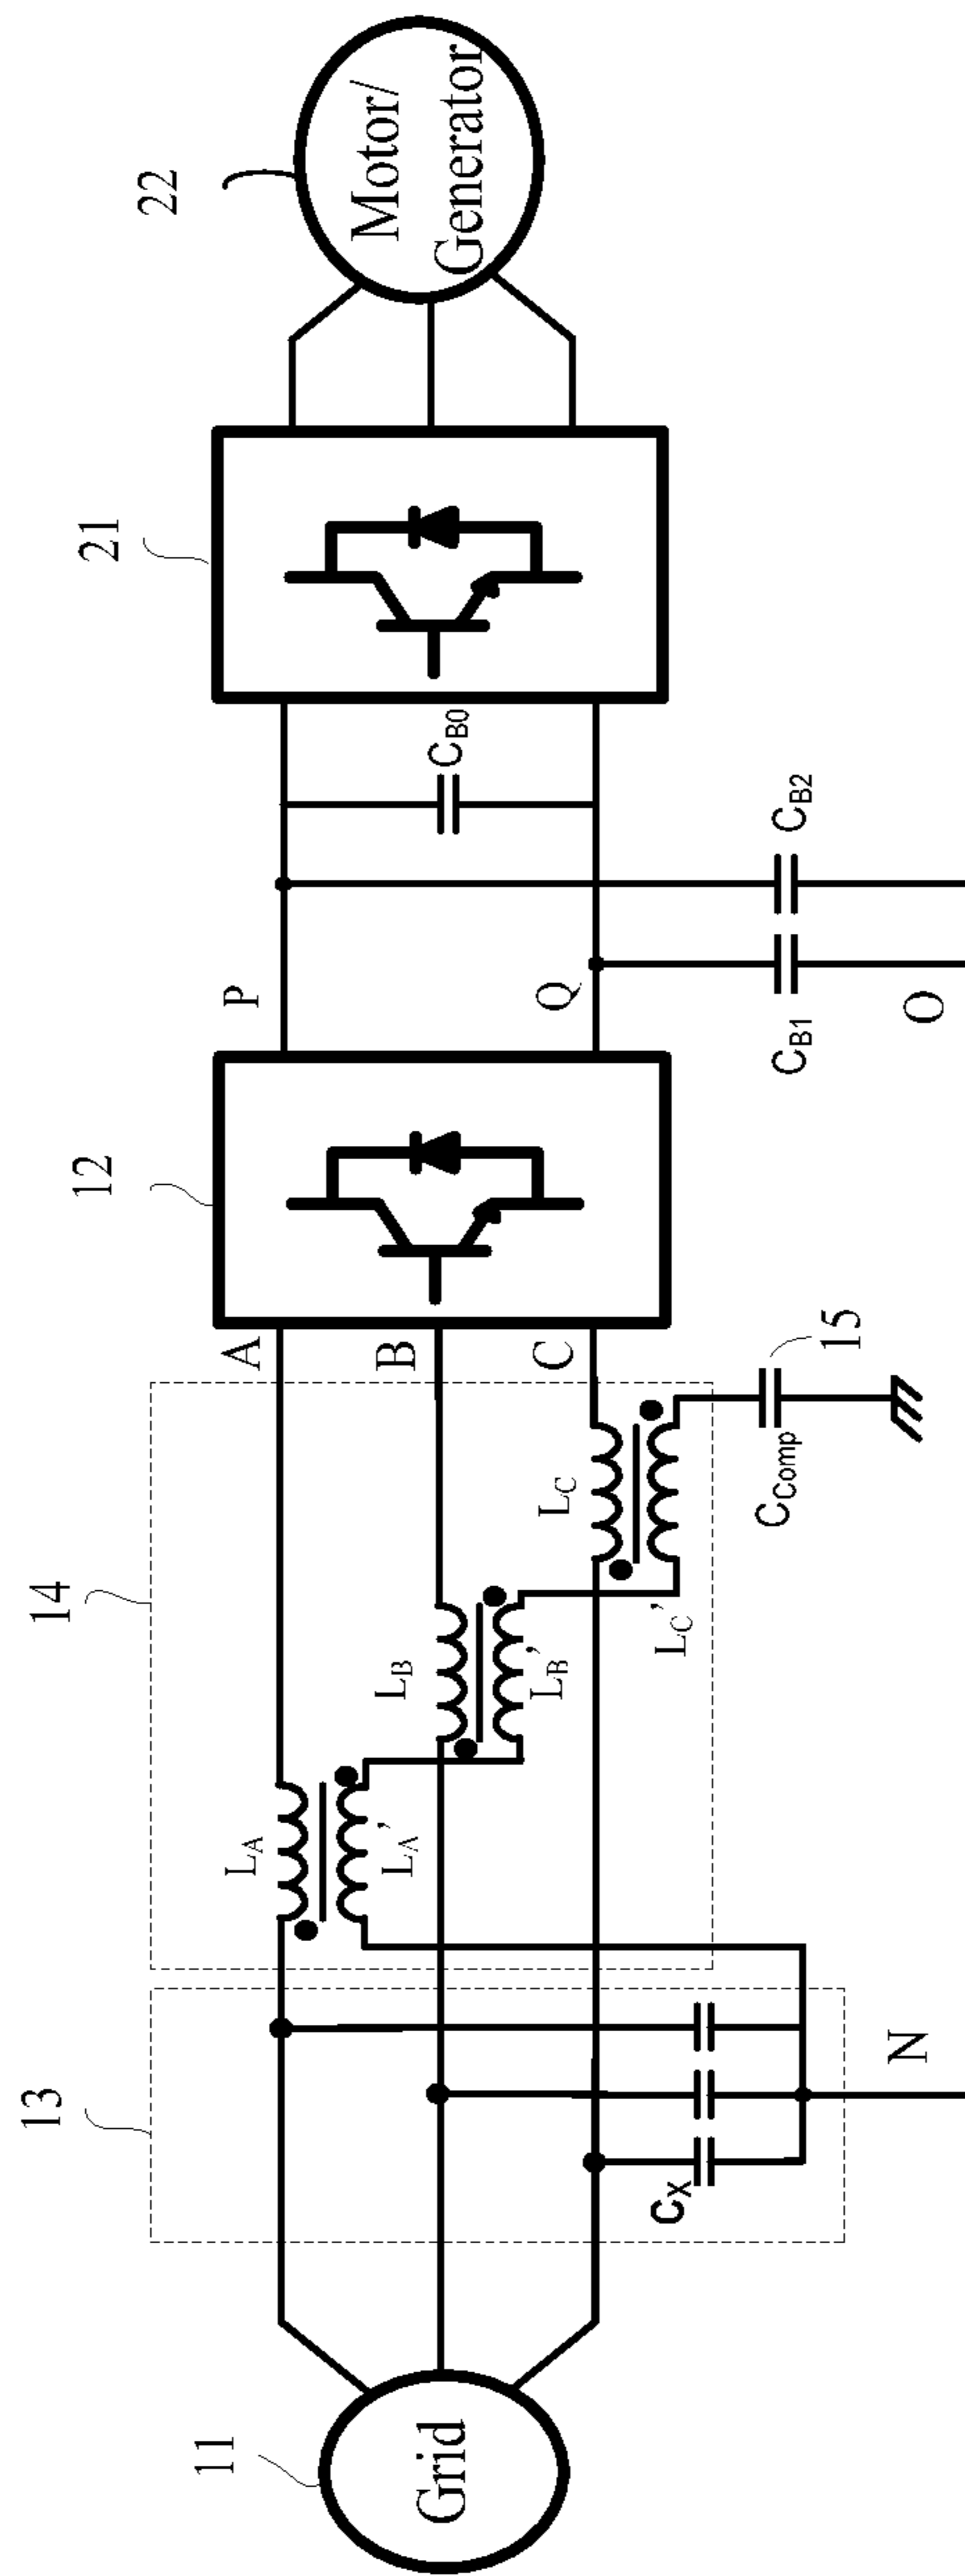 11
Grid
13
C_X
N
14
L_A
L_A'
L_B
L_B'
L_C
L_C'
C_Comp
15
A
B
C
12
P
Q
C_B1
O
C_B2
C_B0
21
22
Motor/
Generator